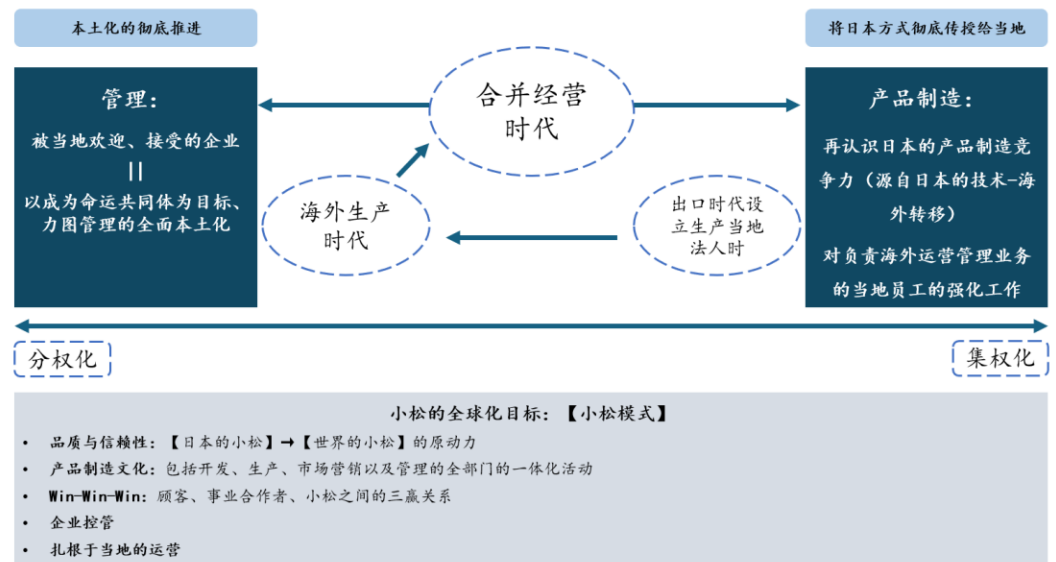 本土化的彻底推进
将日本方式彻底传授给当地
管理：
被当地欢迎、接受的企业
||
以成为命运共同体为目标、
力图管理的全面本土化
合并经营
时代
海外生产
时代
出口时代设
立生产当地
法人时
产品制造：
再认识日本的产品制造竞
争力（源自日本的技术-海
外转移）
对负责海外运营管理业务
的当地员工的强化工作
分权化
集权化
小松的全球化目标：【小松模式】
• 品质与信赖性：【日本的小松】→【世界的小松】的原动力
• 产品制造文化：包括开发、生产、市场营销以及管理的全部门的一体化活动
• Win-Win-Win：顾客、事业合作者、小松之间的三赢关系
• 企业控管
• 扎根于当地的运营